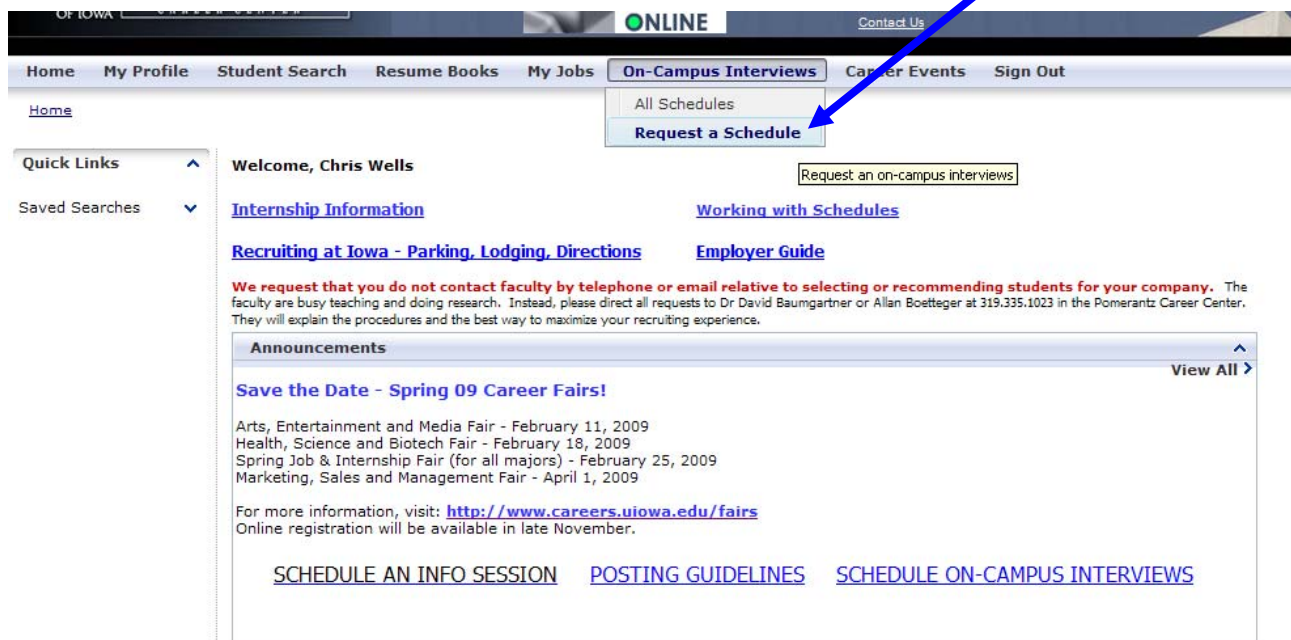 OF IOWA CAREER CENTER
ONLINE
Contact Us
Home My Profile Student Search Resume Books My Jobs On-Campus Interviews Career Events Sign Out
Home
All Schedules
Request a Schedule
Request an on-campus interviews
Quick Links
Saved Searches
Welcome, Chris Wells
Internship Information Working with Schedules
Recruiting at Iowa - Parking, Lodging, Directions Employer Guide
We request that you do not contact faculty by telephone or email relative to selecting or recommending students for your company. The
faculty are busy teaching and doing research. Instead, please direct all requests to Dr David Baumgartner or Allan Boetteger at 319.335.1023 in the Pomerantz Career Center.
They will explain the procedures and the best way to maximize your recruiting experience.
Announcements
View All
Save the Date - Spring 09 Career Fairs!
Arts, Entertainment and Media Fair - February 11, 2009
Health, Science and Biotech Fair - February 18, 2009
Spring Job & Internship Fair (for all majors) - February 25, 2009
Marketing, Sales and Management Fair - April 1, 2009
For more information, visit: http://www.careers.uiowa.edu/fairs
Online registration will be available in late November.
SCHEDULE AN INFO SESSION POSTING GUIDELINES SCHEDULE ON-CAMPUS INTERVIEWS